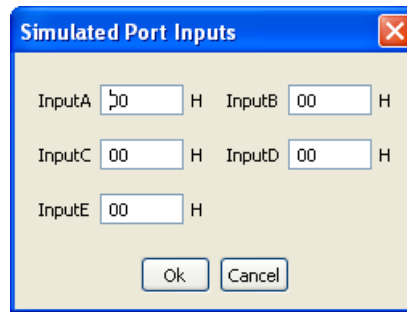 Simulated Port Inputs
InputA 00 H InputB 00 H
InputC 00 H InputD 00 H
InputE 00 H
Ok Cancel